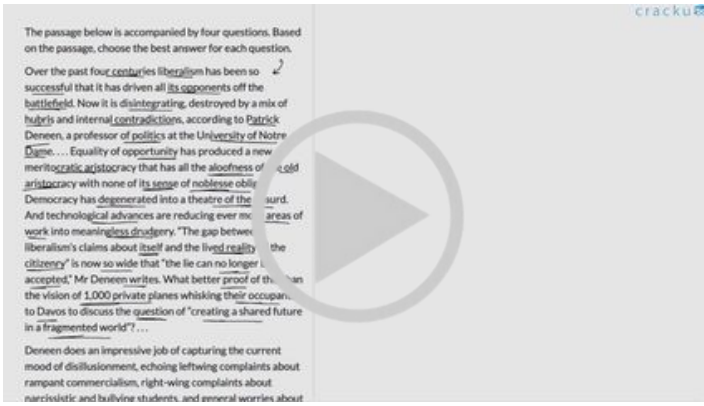 cracku
The passage below is accompanied by four questions. Based
on the passage, choose the best answer for each question.
Over the past four centuries liberalism has been so
successful that it has driven all its opponents off the
battlefield. Now it is disintegrating, destroyed by a mix of
hubris and internal contradictions, according to Patrick
Deneen, a professor of politics at the University of Notre
Dame. . . . Equality of opportunity has produced a new
meritocratic aristocracy that has all the aloofness of old
aristocracy with none of its sense of noblesse
Democracy has degenerated into a theatre of the
And technological advances are reducing ever areas of
work into meaningless drudgery. "The gap
liberalism's claims about itself and the lived reality the
citizenry" is now so wide that "the lie can no longer
accepted," Mr Deneen writes. What better proof of
the vision of 1,000 private planes whisking their
to Davos to discuss the question of "creating a shared future
in a fragmented world"? . . .
Deneen does an impressive job of capturing the current
mood of disillusionment, echoing leftwing complaints about
rampant commercialism, right-wing complaints about
narcissistic and bullying students, and general worries about